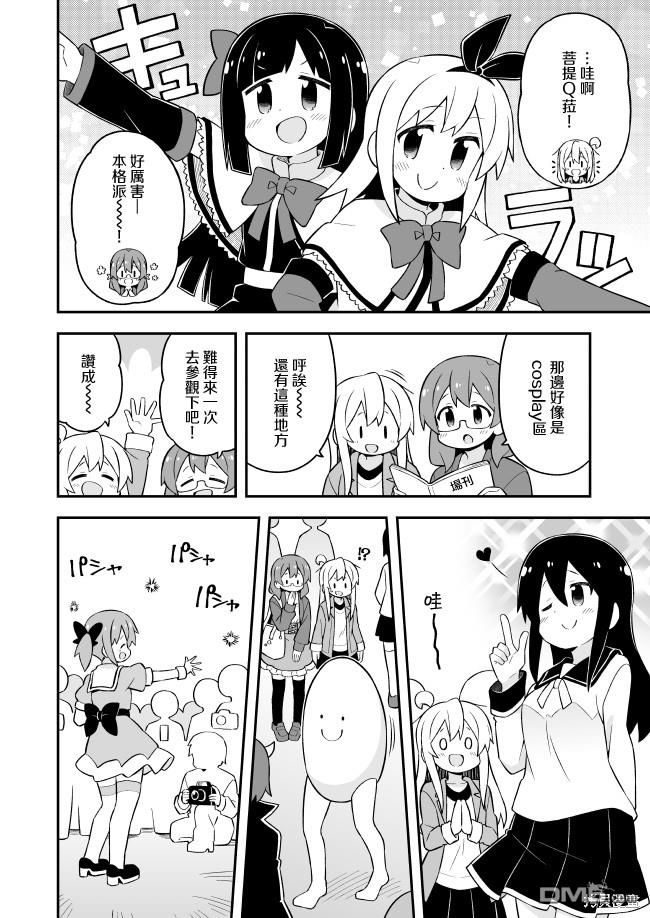 …哇啊
菩提Q菈！
キュ
ラッ
好厲害—
本格派~~~！
那邊好像是
cosplay區
呼誒~~~
還有這種地方
場刊
難得來一次
去參觀下吧！
讚成~~~
哇~~~
!?
パシャ
パシャ
パシャ